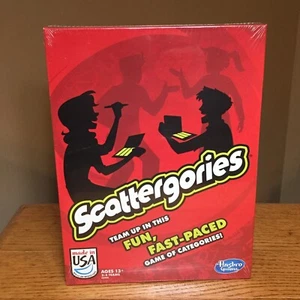 Scattergories
TEAM UP IN THIS
FUN, FAST-PACED
GAME OF CATEGORIES!
made in
USA
AGES 13+
Hasbro
Gaming